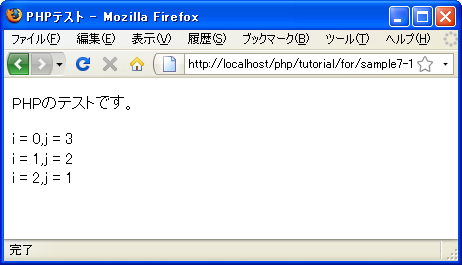 PHPテスト - Mozilla Firefox
ファイル(F) 編集(E) 表示(V) 履歴(S) ブックマーク(B) ツール(T) ヘルプ(H)
http://localhost/php/tutorial/for/sample7-1
PHPのテストです。
i = 0,j = 3
i = 1,j = 2
i = 2,j = 1
完了